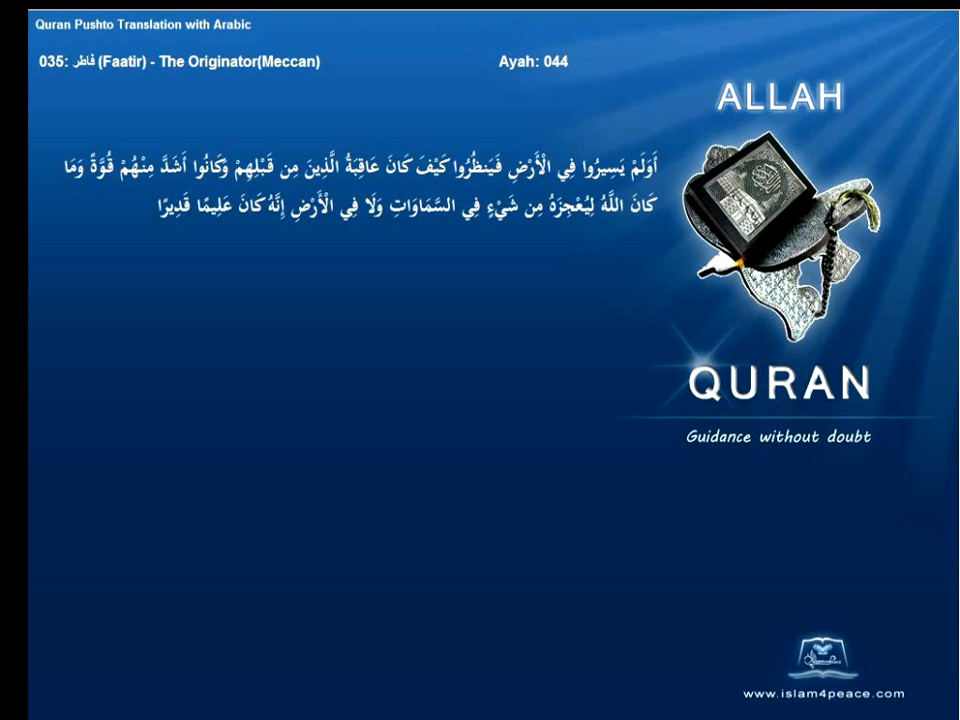 Quran Pushto Translation with Arabic
035: فاطر (Faatir) - The Originator(Meccan) Ayah: 044
ALLAH
أَوَلَمْ يَسِيرُوا فِي الْأَرْضِ فَيَنظُرُوا كَيْفَ كَانَ عَاقِبَةُ الَّذِينَ مِن قَبْلِهِمْ وَكَانُوا أَشَدَّ مِنْهُمْ قُوَّةً وَمَا
كَانَ اللَّهُ لِيُعْجِزَهُ مِن شَيْءٍ فِي السَّمَاوَاتِ وَلَا فِي الْأَرْضِ إِنَّهُ كَانَ عَلِيمًا قَدِيرًا
QURAN
Guidance without doubt
www.islam4peace.com